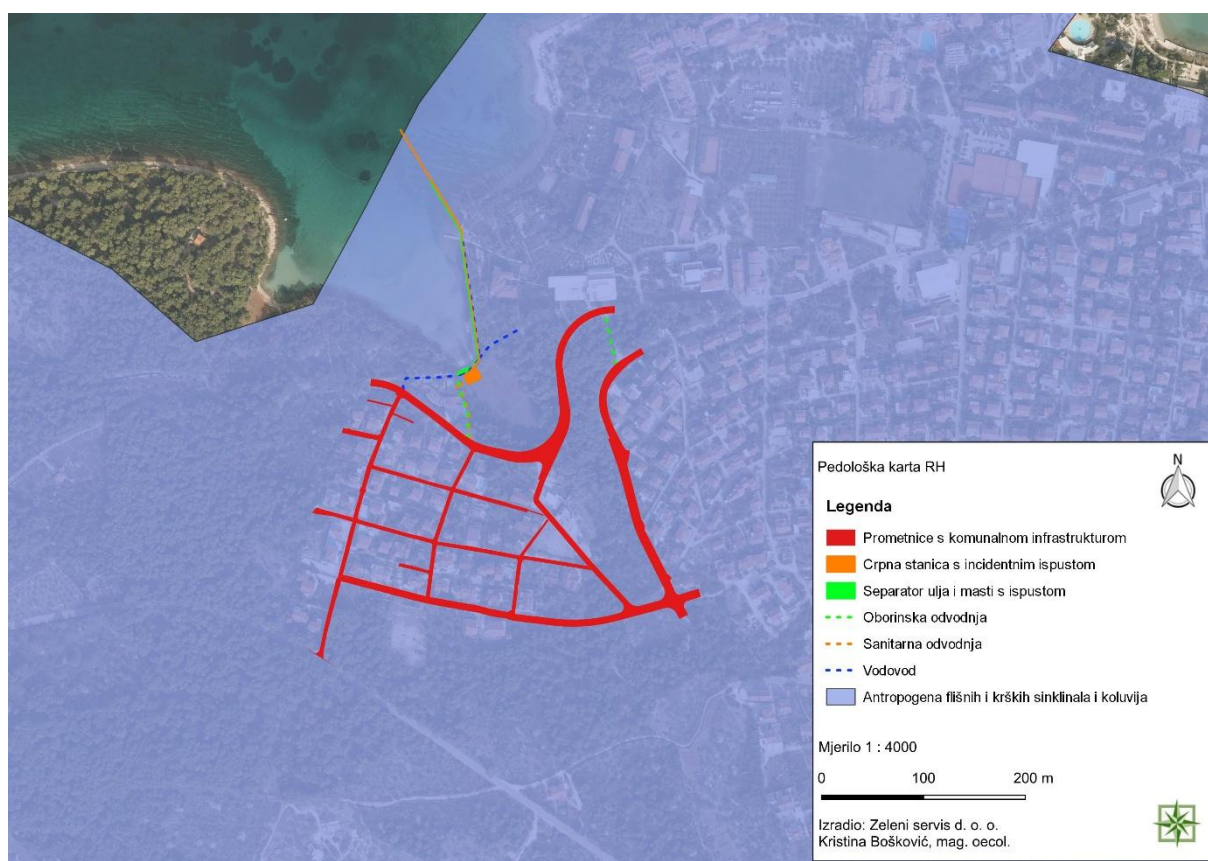 Pedološka karta RH
N
Legenda
Prometnice s komunalnom infrastrukturom
Crpna stanica s incidentnim ispustom
Separator ulja i masti s ispustom
Oborinska odvodnja
Sanitarna odvodnja
Vodovod
Antropogena flišnih i krških sinklinala i koluvija
Mjerilo 1 : 4000
0 100 200 m
Izradio: Zeleni servis d. o. o.
Kristina Bošković, mag. oecol.